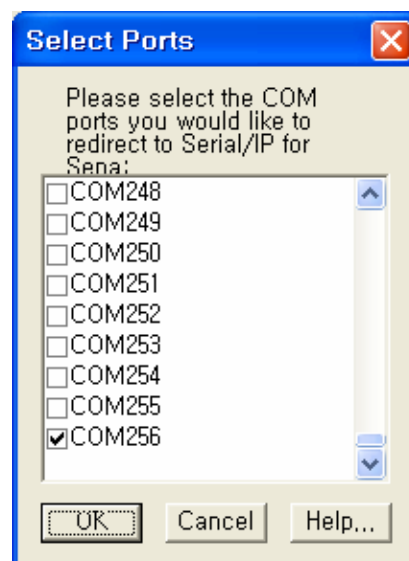 Select Ports
Please select the COM
ports you would like to
redirect to Serial/IP for
Sena:
COM248
COM249
COM250
COM251
COM252
COM253
COM254
COM255
COM256
OK Cancel Help...